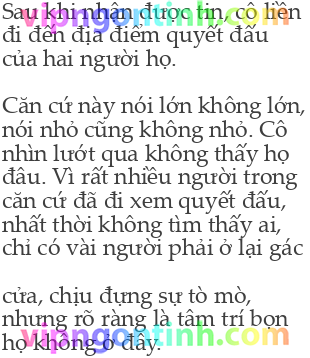 vipngontinh.com
Sau khi nhận được tin, cô liền
đi đến địa điểm quyết đấu
của hai người họ.
Căn cứ này nói lớn không lớn,
nói nhỏ cũng không nhỏ. Cô
nhìn lướt qua không thấy họ
đâu. Vì rất nhiều người trong
căn cứ đã đi xem quyết đấu,
nhất thời không tìm thấy ai,
chỉ có vài người phải ở lại gác
cửa, chịu đựng sự tò mò,
nhưng rõ ràng là tâm trí bọn
họ không ở đây.
vipngontinh.com